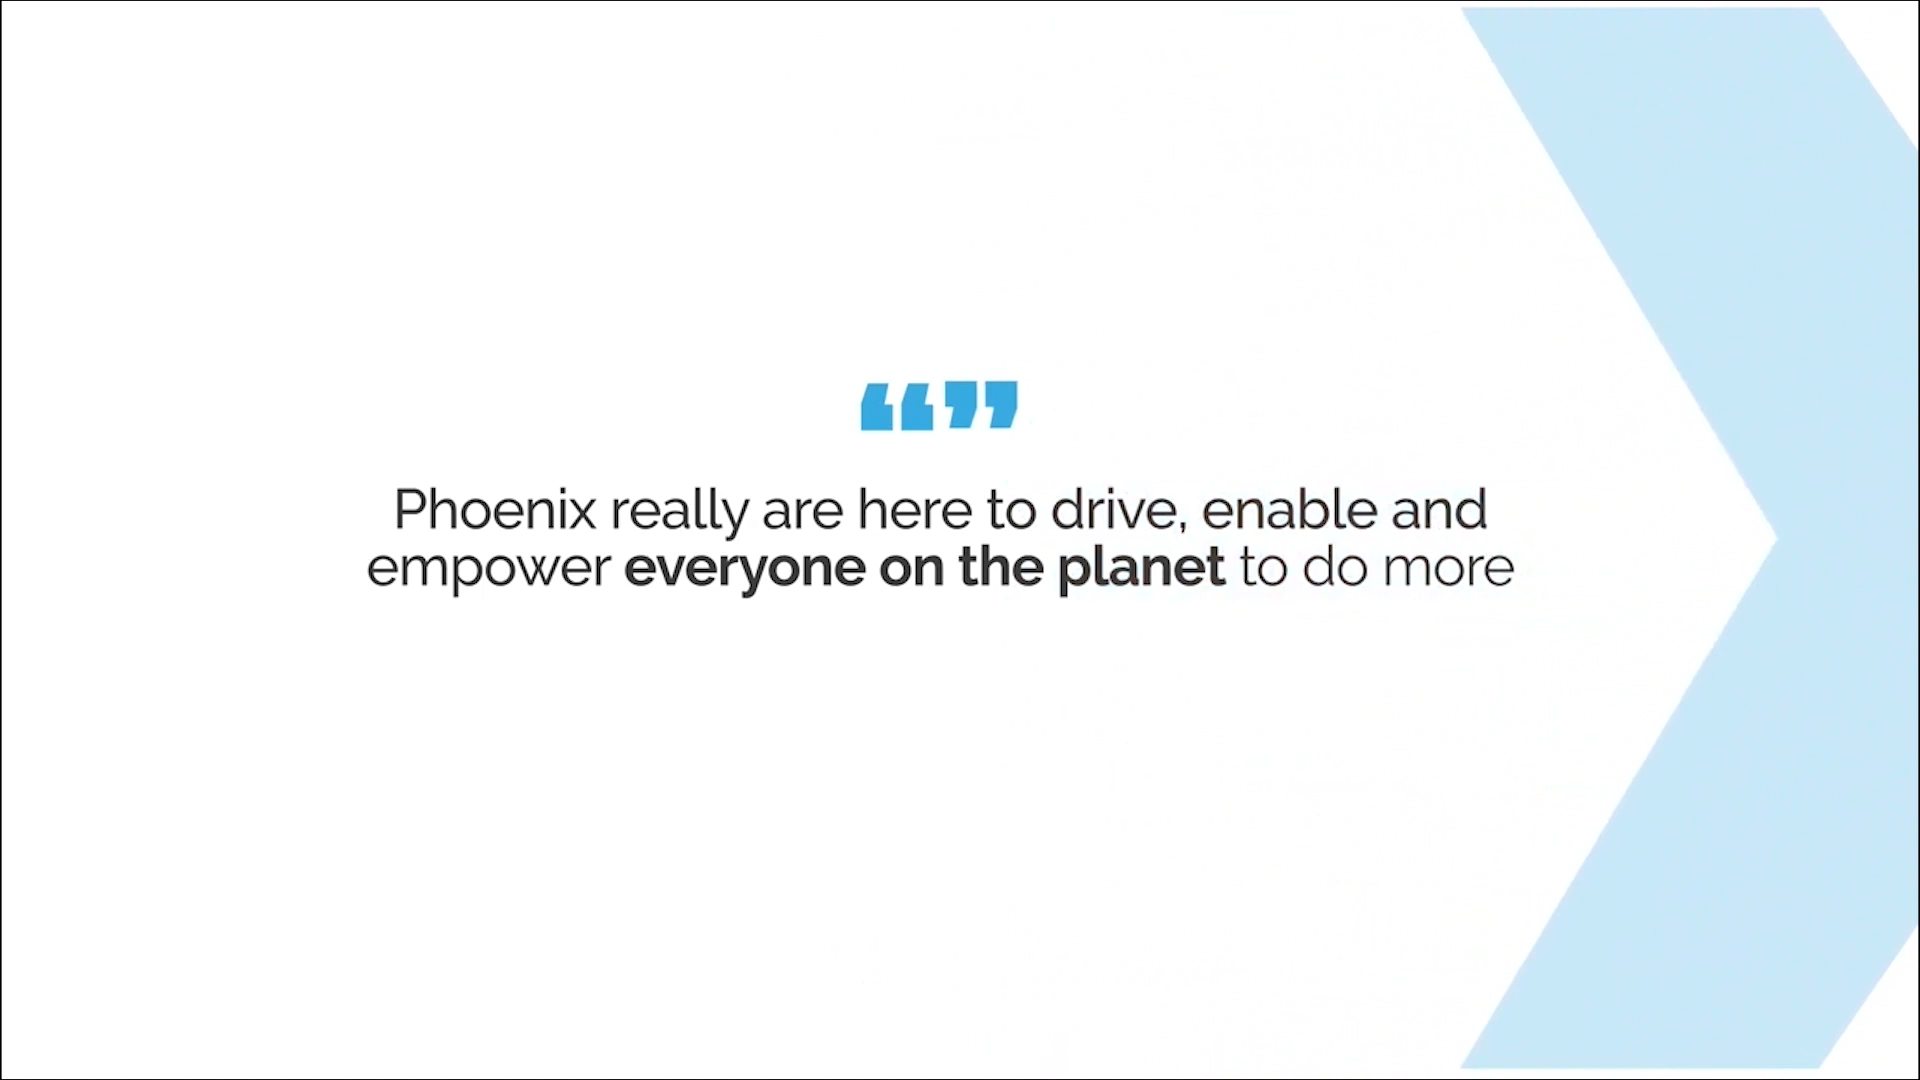 “”
Phoenix really are here to drive, enable and
empower everyone on the planet to do more